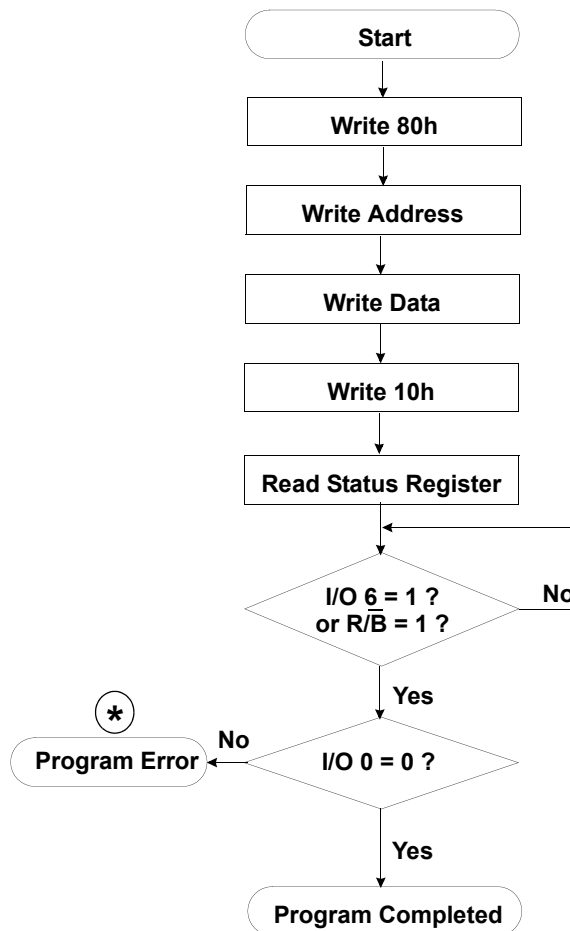 Start
Write 80h
Write Address
Write Data
Write 10h
Read Status Register
I/O 6 = 1 ?
or R/B̅ = 1 ?
No
Yes
*
No
Program Error
I/O 0 = 0 ?
Yes
Program Completed